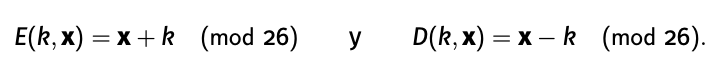 E(k, x) = x + k (mod 26) y D(k, x) = x − k (mod 26).